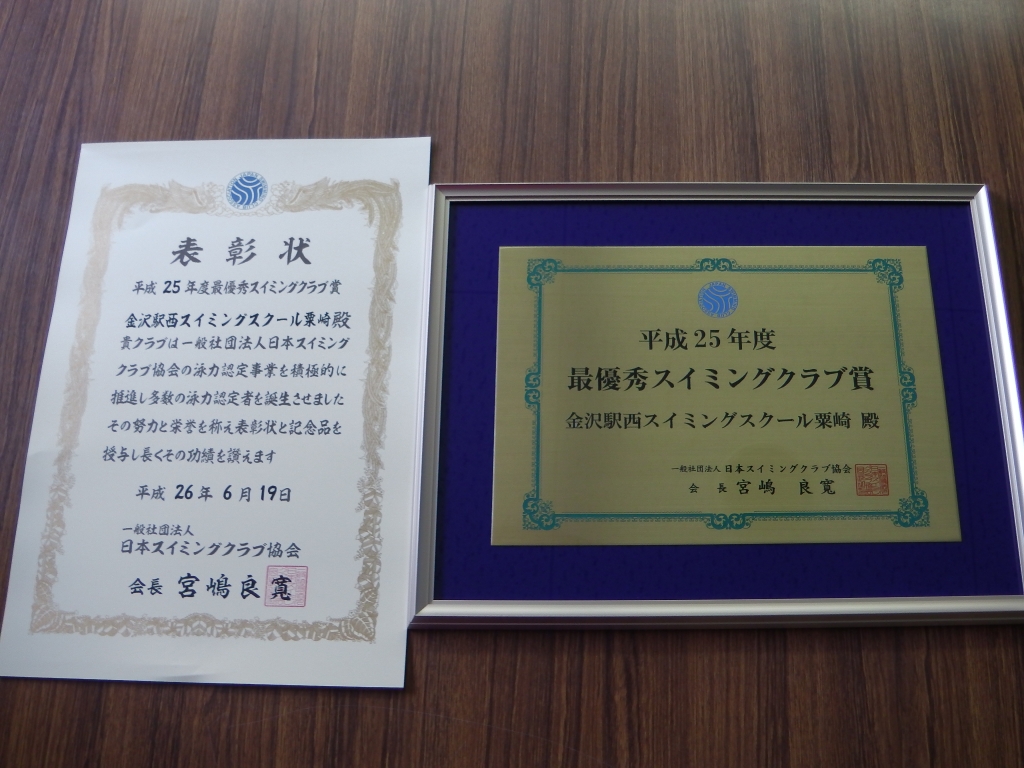 表彰状
平成25年度最優秀スイミングクラブ賞
金沢駅西スイミングスクール粟崎殿
貴クラブは一般社団法人日本スイミング
クラブ協会の泳力認定事業を積極的に
推進し多数の泳力認定者を誕生させました
その努力と栄誉を称え表彰状と記念品を
授与し長くその功績を讃えます
平成26年6月19日
一般社団法人
日本スイミングクラブ協会
会長 宮嶋良寛
平成25年度
最優秀スイミングクラブ賞
金沢駅西スイミングスクール粟崎 殿
一般社団法人 日本スイミングクラブ協会
会 長 宮嶋 良寛